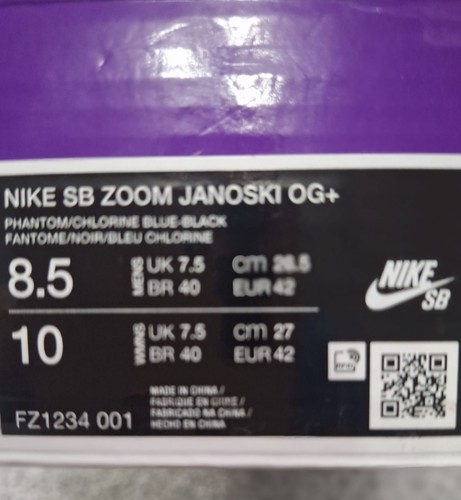 NIKE SB ZOOM JANOSKI OG+
PHANTOM/CHLORINE BLUE-BLACK
FANTOME/NOIR/BLEU CHLORINE
8.5 MENS UK 7.5 cm 26.5
BR 40 EUR 42
10 WMNS UK 7.5 cm 27
BR 40 EUR 42
NIKE
SB
MADE IN CHINA /
FABRIQUÉ EN CHINE /
FABRICADO NA CHINA /
HECHO EN CHINA
FZ1234 001